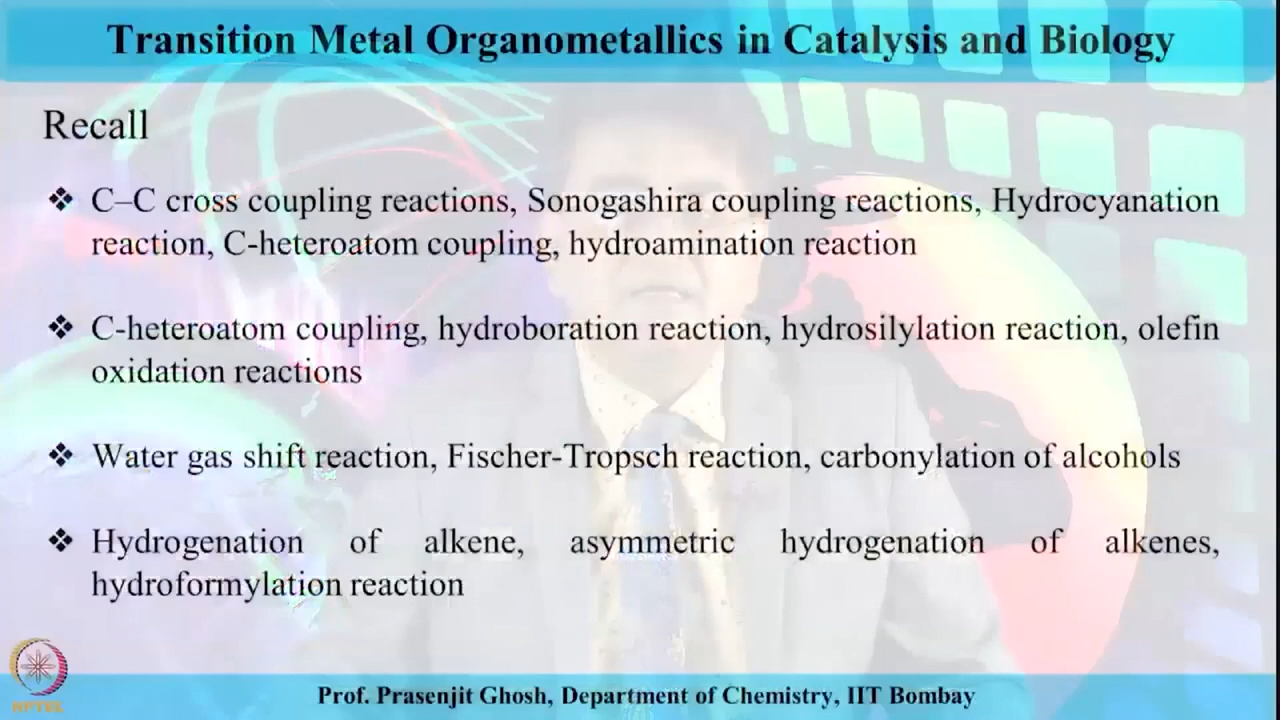 Transition Metal Organometallics in Catalysis and Biology
Recall
❖ C–C cross coupling reactions, Sonogashira coupling reactions, Hydrocyanation
reaction, C-heteroatom coupling, hydroamination reaction
❖ C-heteroatom coupling, hydroboration reaction, hydrosilylation reaction, olefin
oxidation reactions
❖ Water gas shift reaction, Fischer-Tropsch reaction, carbonylation of alcohols
❖ Hydrogenation of alkene, asymmetric hydrogenation of alkenes,
hydroformylation reaction
NPTEL
Prof. Prasenjit Ghosh, Department of Chemistry, IIT Bombay